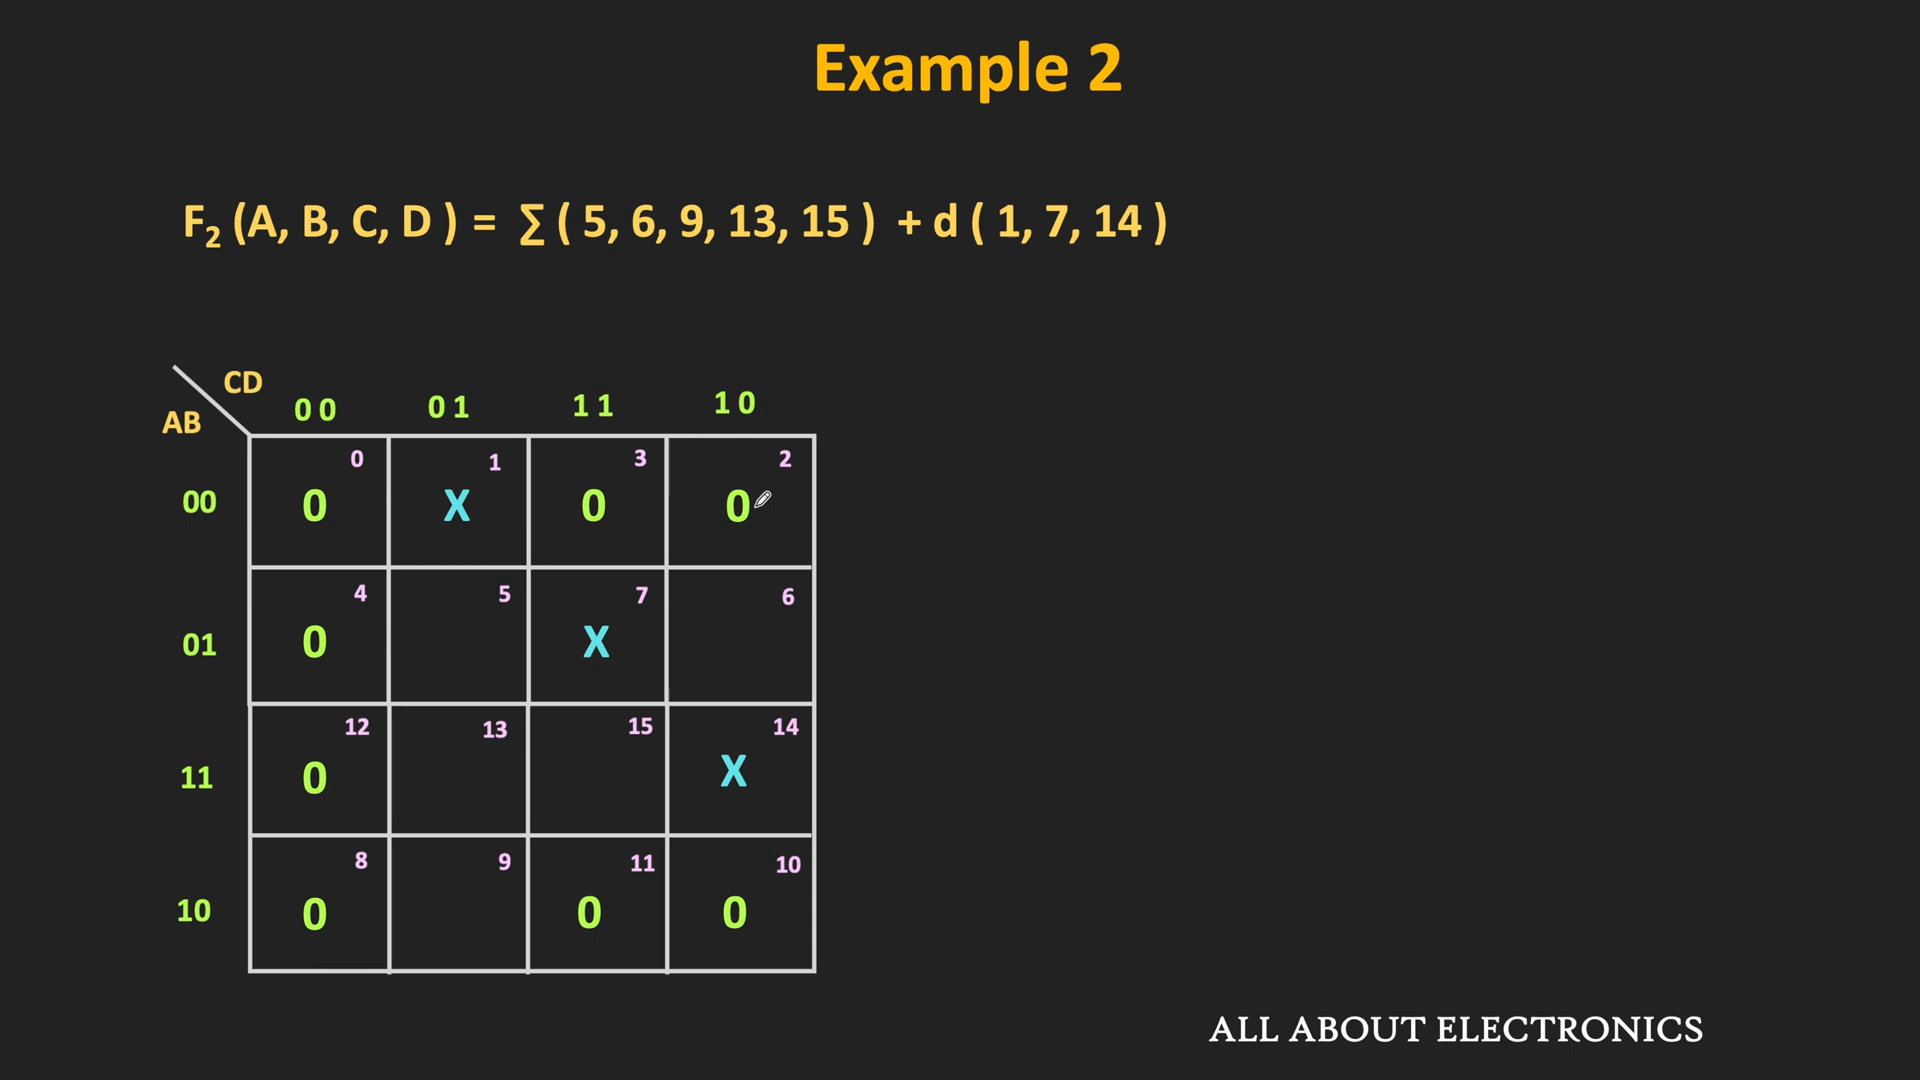 Example 2
F₂ (A, B, C, D ) = ∑ ( 5, 6, 9, 13, 15 ) + d ( 1, 7, 14 )
CD
AB
0 0 0 1 1 1 1 0
0 1 3 2
00 0 X 0 0
4 5 7 6
01 0 X
12 13 15 14
11 0 X
8 9 11 10
10 0 0 0
ALL ABOUT ELECTRONICS